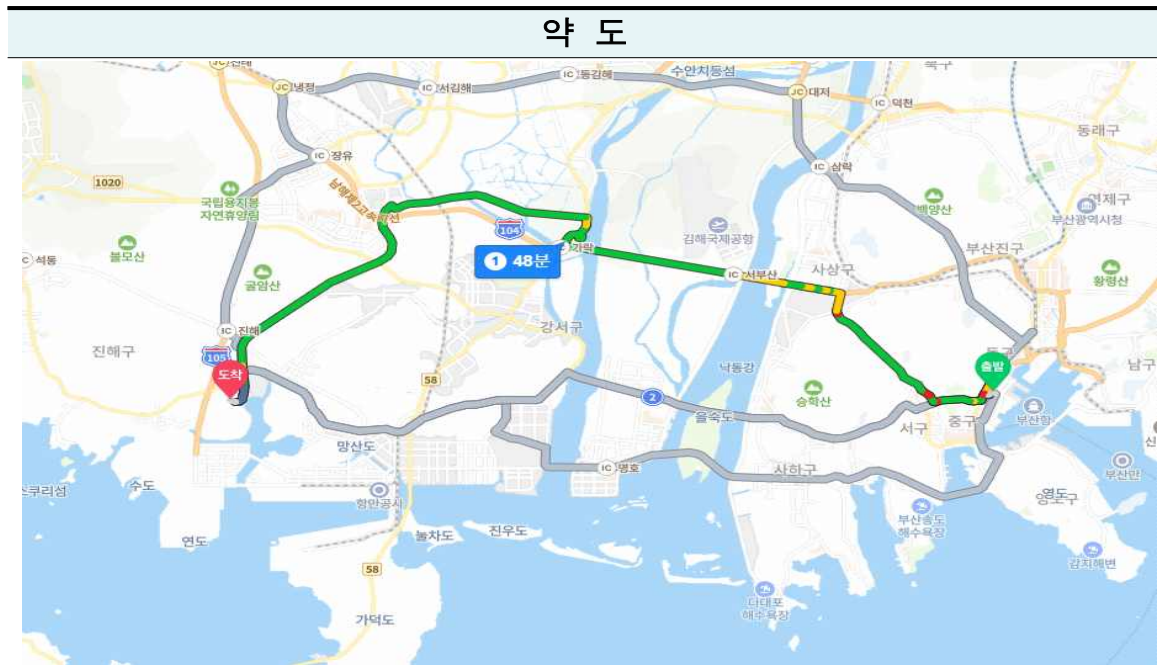 약 도
JC 냉정
IC 서김해
IC 동김해
수안치등섬
JC 대저
IC 덕천
북구
동래구
IC 장유
IC 삼락
1020
국립용지봉
자연휴양림
남해제2고속
선
104
백양산
연제구
부산광역시청
불모산
IC 석동
굴암산
1 48분
가락
김해국제공항
IC 서부산
사상구
부산진구
황령산
강서구
진해구
IC 진해
105
도착
58
낙동강
승학산
동구
출발
남구
2
을숙도
서구
중구
부산항
망산도
IC 명호
사하구
수도
항만공사
영도구
부산만
연도
눌차도
진우도
부산송도
해수욕장
감지해변
58
가덕도
다대포
해수욕장